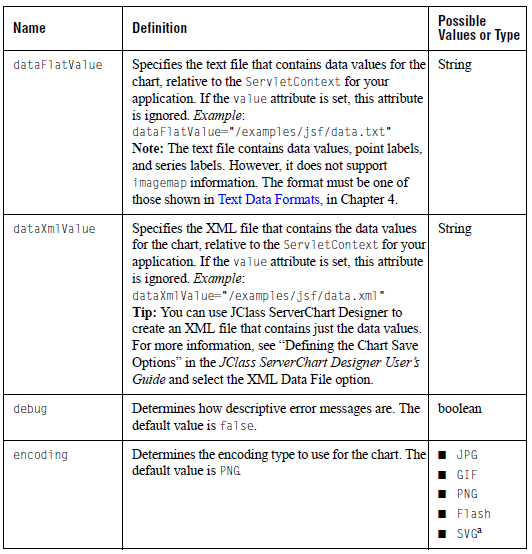 Name
Definition
Possible
Values or Type
dataFlatValue
Specifies the text file that contains data values for the
chart, relative to the ServletContext for your
application. If the value attribute is set, this attribute
is ignored. Example:
dataFlatValue="/examples/jsf/data.txt"
Note: The text file contains data values, point labels,
and series labels. However, it does not support
imagemap information. The format must be one of
those shown in Text Data Formats, in Chapter 4.
String
dataXmlValue
Specifies the XML file that contains the data values
for the chart, relative to the ServletContext for your
application. If the value attribute is set, this attribute
is ignored. Example:
dataXmlValue="/examples/jsf/data.xml"
Tip: You can use JClass ServerChart Designer to
create an XML file that contains just the data values.
For more information, see “Defining the Chart Save
Options” in the JClass ServerChart Designer User’s
Guide and select the XML Data File option.
String
debug
Determines how descriptive error messages are. The
default value is false.
boolean
encoding
Determines the encoding type to use for the chart. The
default value is PNG.
■ JPG
■ GIF
■ PNG
■ Flash
■ SVGa